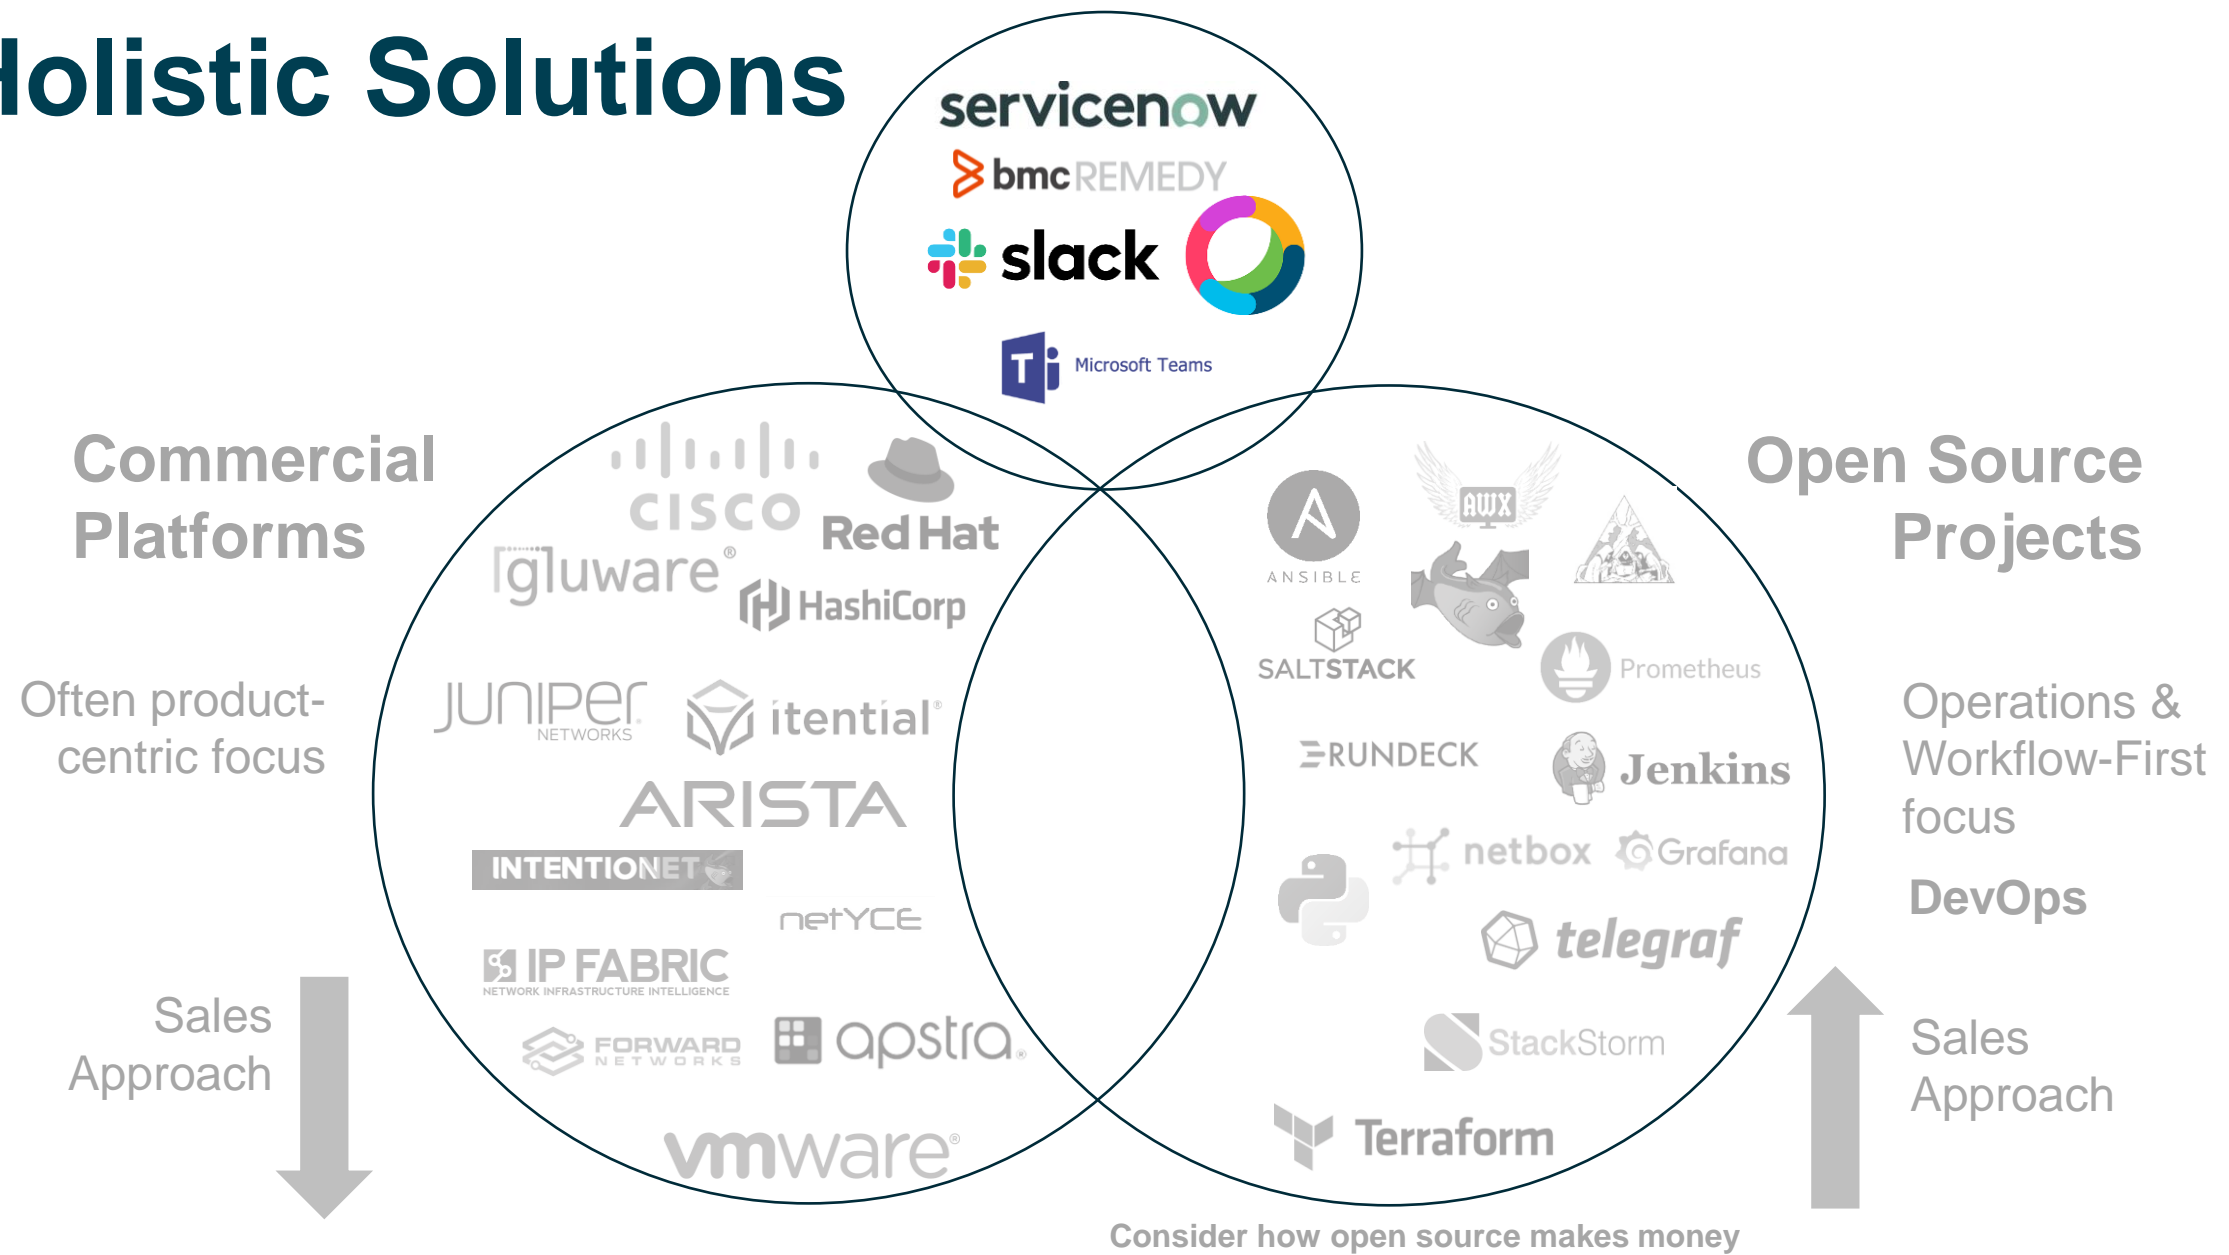 Holistic Solutions
servicenow
bmc REMEDY
slack
Microsoft Teams
Commercial
Platforms
Often product-
centric focus
Sales
Approach
CISCO
Red Hat
gluware®
HashiCorp
JUNIPER
NETWORKS
itential®
ARISTA
INTENTIONET
netYCE
IP FABRIC
NETWORK INFRASTRUCTURE INTELLIGENCE
FORWARD
NETWORKS
apstra®
vmware®
AWX
ANSIBLE
SALTSTACK
Prometheus
RUNDECK
Jenkins
netbox
Grafana
telegraf
StackStorm
Terraform
Open Source
Projects
Operations &
Workflow-First
focus
DevOps
Sales
Approach
Consider how open source makes money